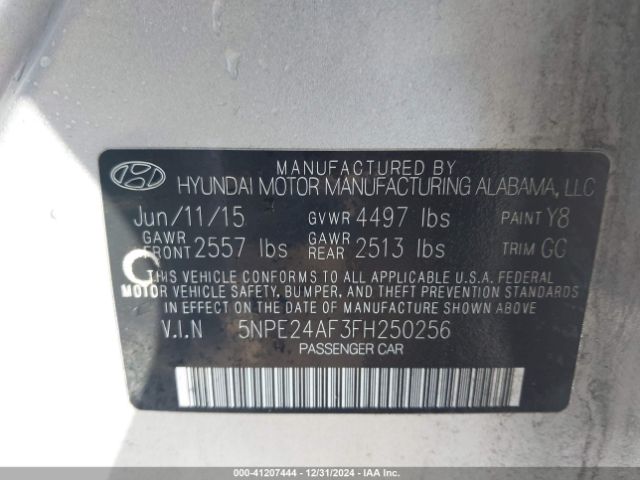 MANUFACTURED BY
HYUNDAI MOTOR MANUFACTURING ALABAMA, LLC
Jun/11/15 GVWR 4497 lbs PAINT Y8
GAWR FRONT 2557 lbs GAWR REAR 2513 lbs TRIM GG
THIS VEHICLE CONFORMS TO ALL APPLICABLE U.S.A. FEDERAL
MOTOR VEHICLE SAFETY, BUMPER, AND THEFT PREVENTION STANDARDS
IN EFFECT ON THE DATE OF MANUFACTURE SHOWN ABOVE
V.I.N 5NPE24AF3FH250256
PASSENGER CAR
000-41207444 - 12/31/2024 - IAA Inc.